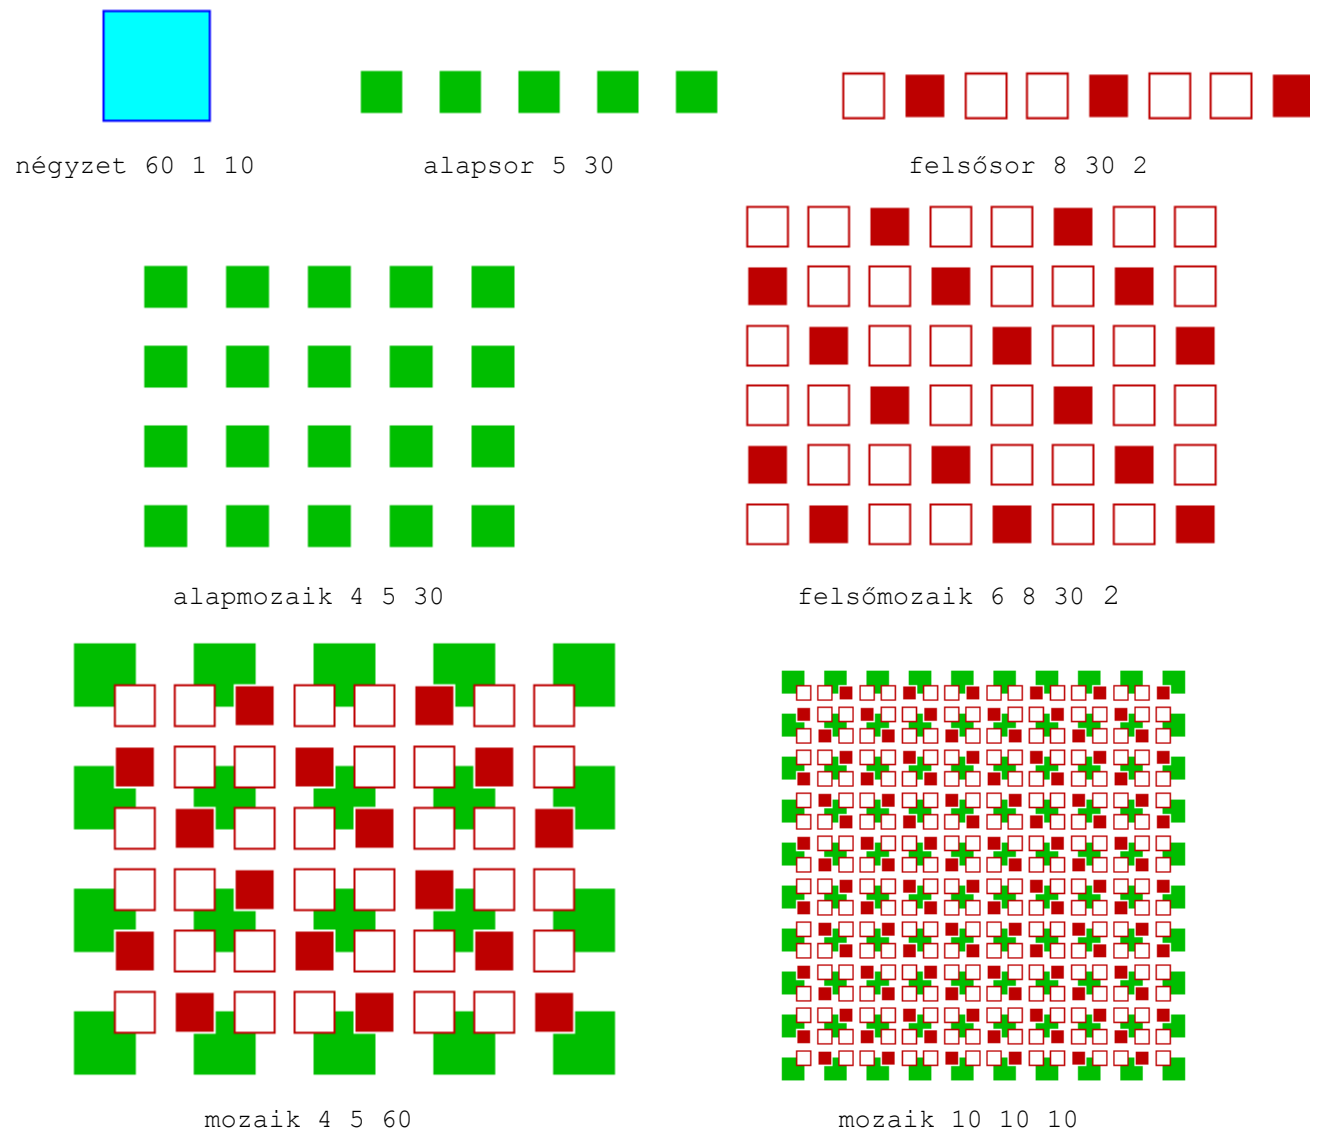 négyzet 60 1 10
alapsor 5 30
felsősor 8 30 2
alapmozaik 4 5 30
felsőmozaik 6 8 30 2
mozaik 4 5 60
mozaik 10 10 10